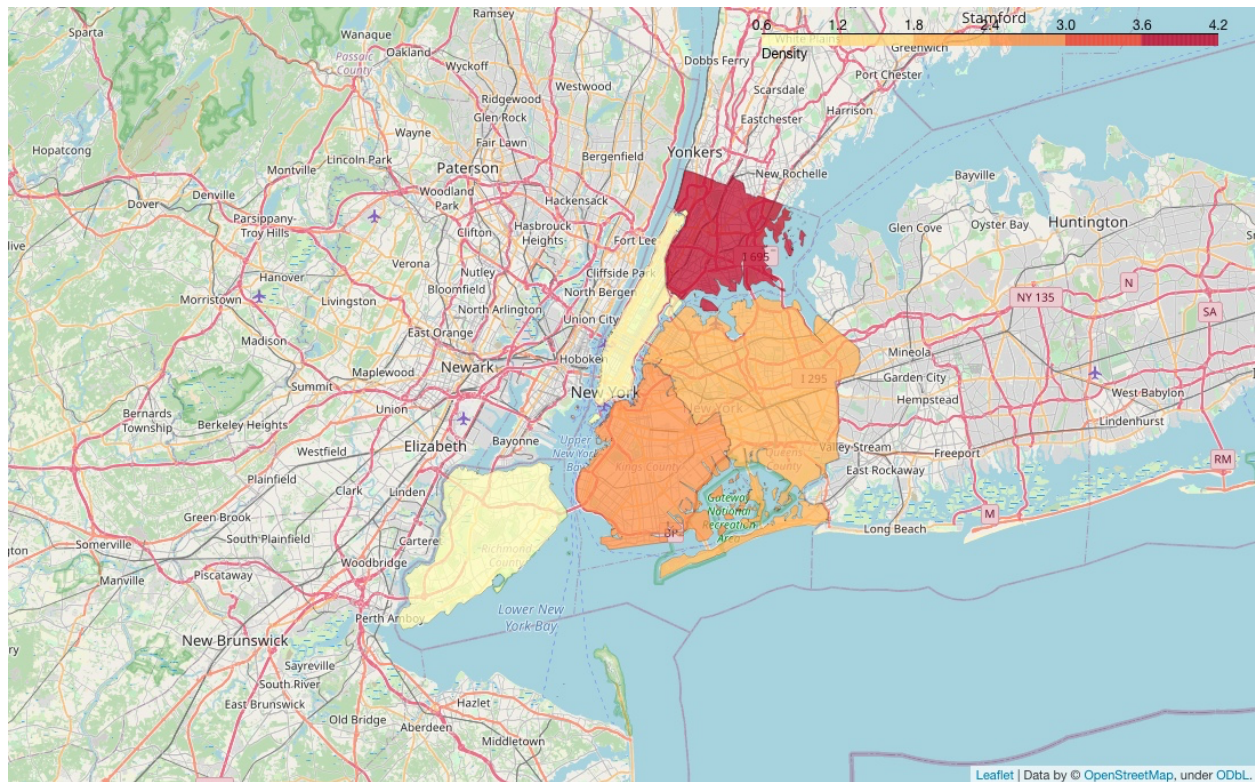 Ramsey
Stamford
0.6 1.2 1.8 2.4 3.0 3.6 4.2
Sparta
Wanaque
White Plains
Greenwich
Oakland
Density
Passaic
County
Wyckoff
Dobbs Ferry
Port Chester
Westwood
Scarsdale
Ridgewood
Harrison
Glen Rock
Eastchester
Wayne
Fair Lawn
Hopatcong
Lincoln Park
Bergenfield
Yonkers
Montville
Paterson
New Rochelle
Bayville
Denville
Woodland
Park
Hackensack
Dover
Parsippany-
Troy Hills
Clifton
Hasbrouck
Heights
Fort Lee
Glen Cove
Oyster Bay
Huntington
Verona
Nutley
Cliffside Park
I 695
Hanover
Bloomfield
North Bergen
N
Morristown
Livingston
North Arlington
NY 135
SA
Union City
Madison
East Orange
Hoboken
Mineola
Summit
Maplewood
Newark
I 295
Garden City
West Babylon
Bernards
Township
Union
New York
Hempstead
Berkeley Heights
Lindenhurst
Elizabeth
Bayonne
Upper
New York
Bay
Valley Stream
Freeport
Westfield
Kings County
Queens
County
East Rockaway
RM
Plainfield
Clark
Linden
Gateway
National
Recreation
Area
M
Green Brook
Long Beach
South Plainfield
Carteret
BP
Somerville
Richmond
County
Manville
Piscataway
Woodbridge
Perth Amboy
Lower New
York Bay
New Brunswick
Sayreville
South River
East Brunswick
Hazlet
Old Bridge
Aberdeen
Middletown
Leaflet | Data by © OpenStreetMap, under ODbL.